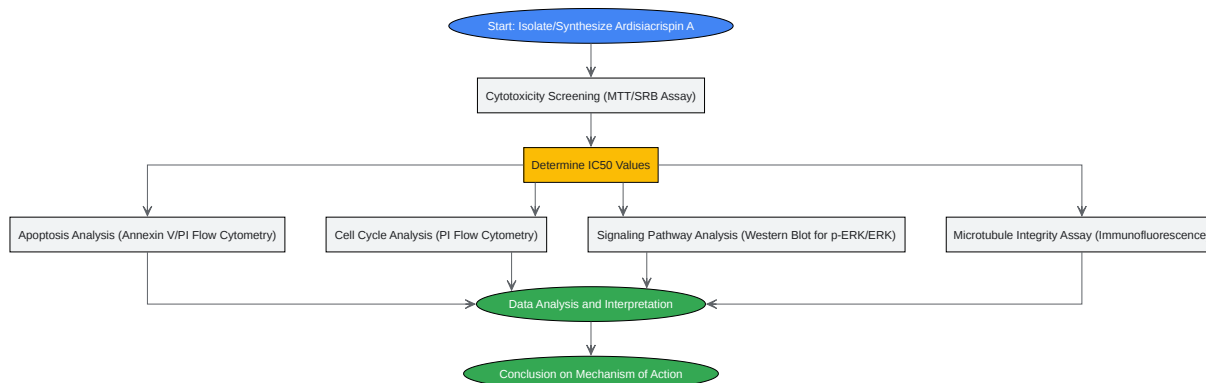 Start: Isolate/Synthesize Ardisiacrispin A
Cytotoxicity Screening (MTT/SRB Assay)
Determine IC50 Values
Apoptosis Analysis (Annexin V/PI Flow Cytometry)
Cell Cycle Analysis (PI Flow Cytometry)
Signaling Pathway Analysis (Western Blot for p-ERK/ERK)
Microtubule Integrity Assay (Immunofluorescence
Data Analysis and Interpretation
Conclusion on Mechanism of Action